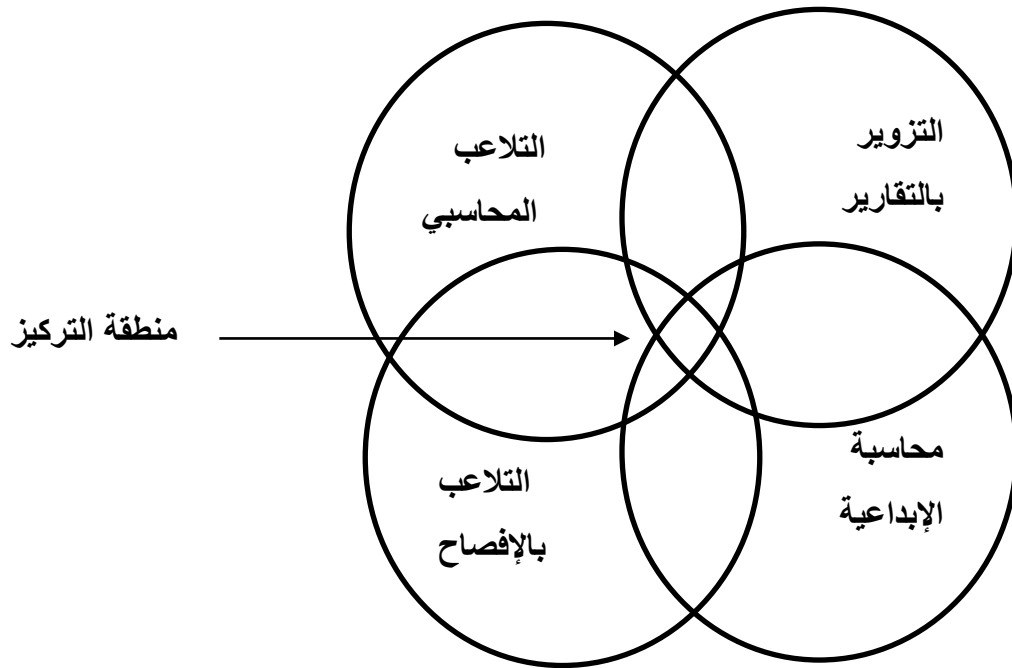 التزوير
بالتقارير
التلاعب
المحاسبي
منطقة التركيز
محاسبة
الإبداعية
التلاعب
بالإفصاح